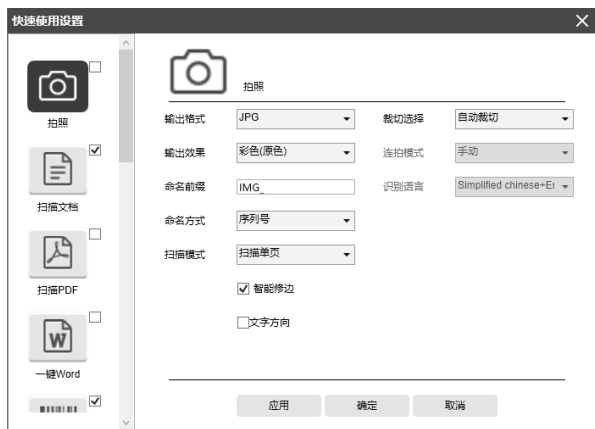 快速使用设置
拍照
扫描文档
扫描PDF
W
一键Word
拍照
输出格式 JPG 裁切选择 自动裁切
输出效果 彩色(原色) 连拍模式 手动
命名前缀 IMG_ 识别语言 Simplified chinese+En
命名方式 序列号
扫描模式 扫描单页
智能修边
文字方向
应用 确定 取消